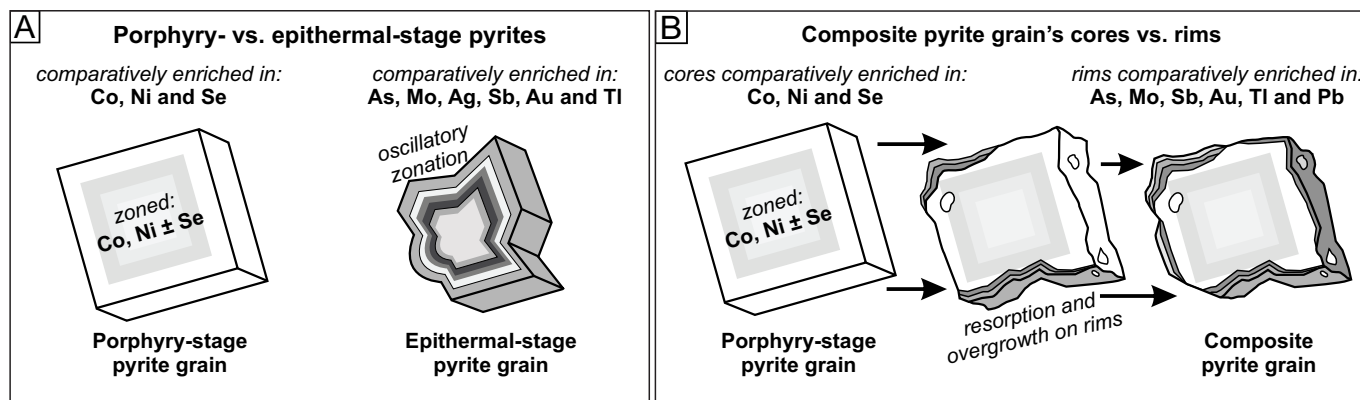 A
Porphyry- vs. epithermal-stage pyrites
comparatively enriched in:
Co, Ni and Se
comparatively enriched in:
As, Mo, Ag, Sb, Au and Tl
oscillatory
zonation
zoned:
Co, Ni ± Se
Porphyry-stage
pyrite grain
Epithermal-stage
pyrite grain
B
Composite pyrite grain's cores vs. rims
cores comparatively enriched in:
Co, Ni and Se
rims comparatively enriched in:
As, Mo, Sb, Au, Tl and Pb
zoned:
Co, Ni ± Se
resorption and
overgrowth on rims
Porphyry-stage
pyrite grain
Composite
pyrite grain